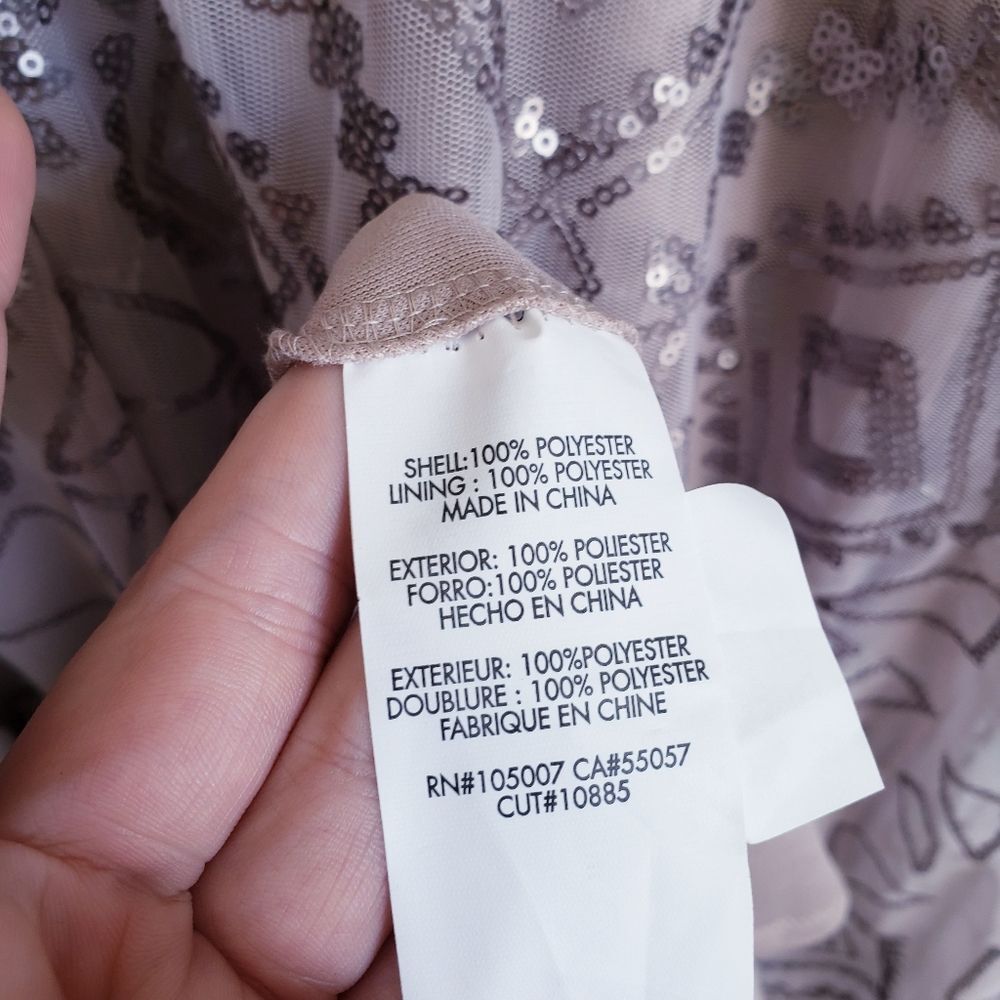 SHELL:100% POLYESTER
LINING : 100% POLYESTER
MADE IN CHINA
EXTERIOR: 100% POLIESTER
FORRO:100% POLIESTER
HECHO EN CHINA
EXTERIEUR: 100%POLYESTER
DOUBLURE : 100% POLYESTER
FABRIQUE EN CHINE
RN#105007 CA#55057
CUT#10885